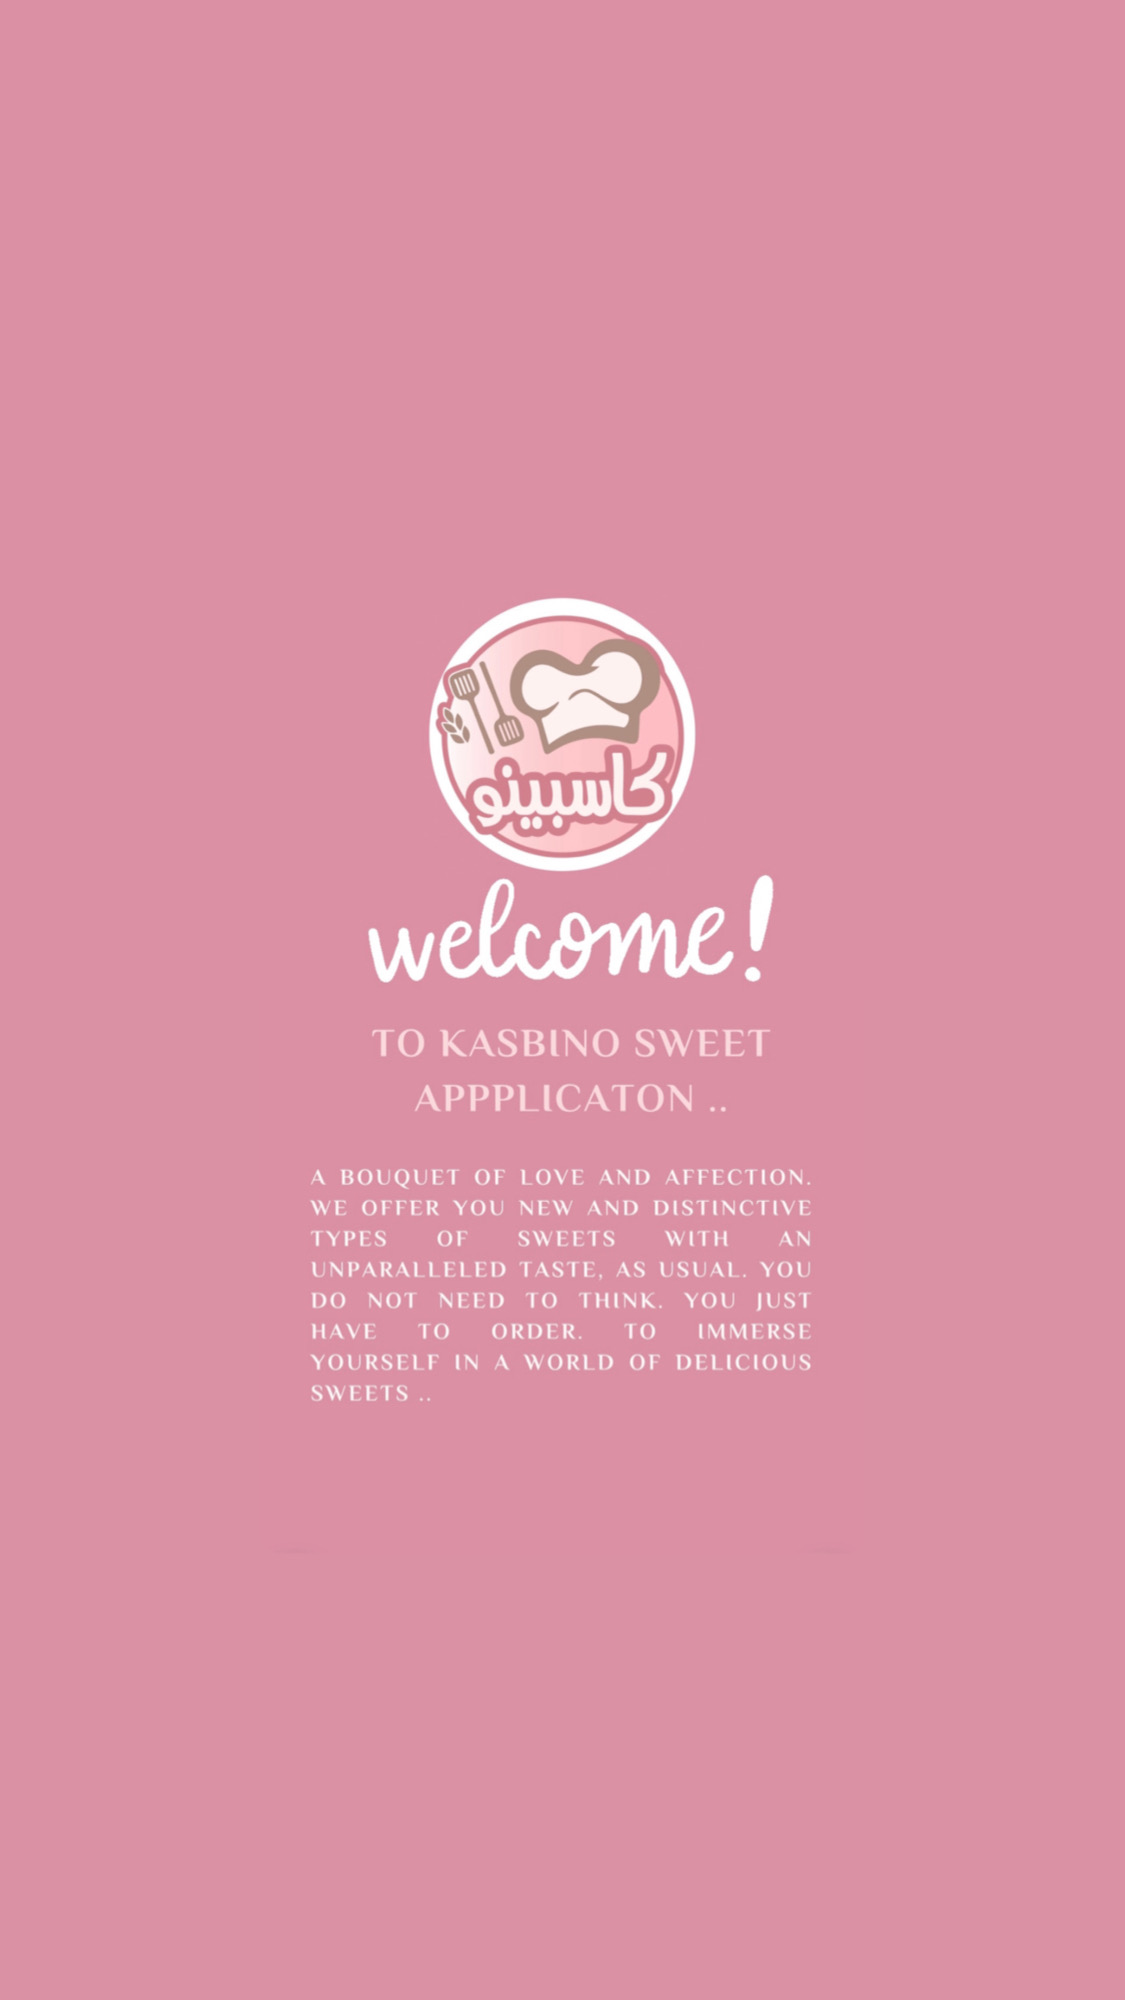 كاسبينو
welcome!
TO KASBINO SWEET
APPPLICATON ..
A BOUQUET OF LOVE AND AFFECTION.
WE OFFER YOU NEW AND DISTINCTIVE
TYPES OF SWEETS WITH AN
UNPARALLELED TASTE, AS USUAL. YOU
DO NOT NEED TO THINK. YOU JUST
HAVE TO ORDER. TO IMMERSE
YOURSELF IN A WORLD OF DELICIOUS
SWEETS ..